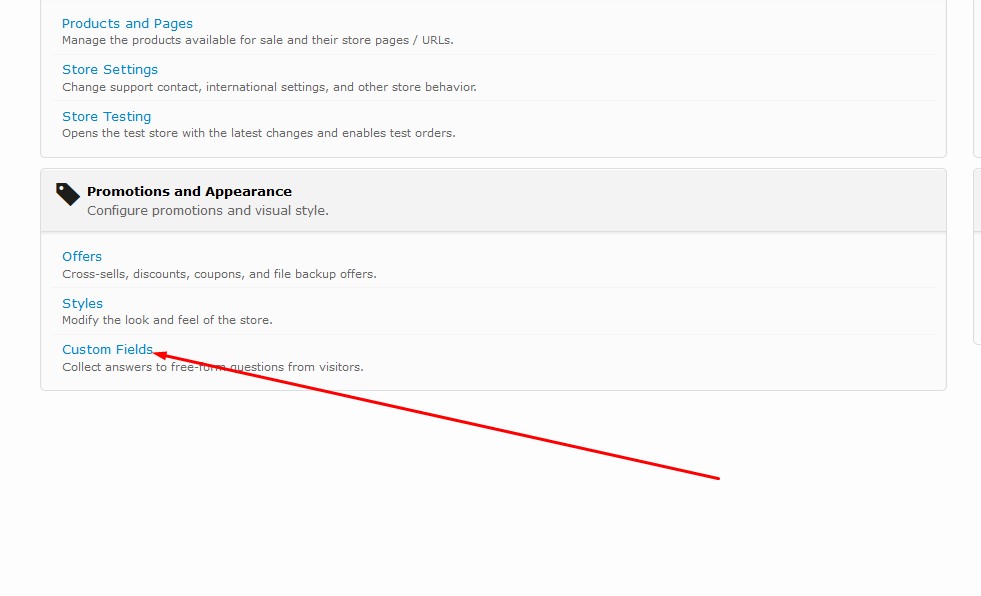 Products and Pages
Manage the products available for sale and their store pages / URLs.
Store Settings
Change support contact, international settings, and other store behavior.
Store Testing
Opens the test store with the latest changes and enables test orders.
Promotions and Appearance
Configure promotions and visual style.
Offers
Cross-sells, discounts, coupons, and file backup offers.
Styles
Modify the look and feel of the store.
Custom Fields
Collect answers to free-form questions from visitors.